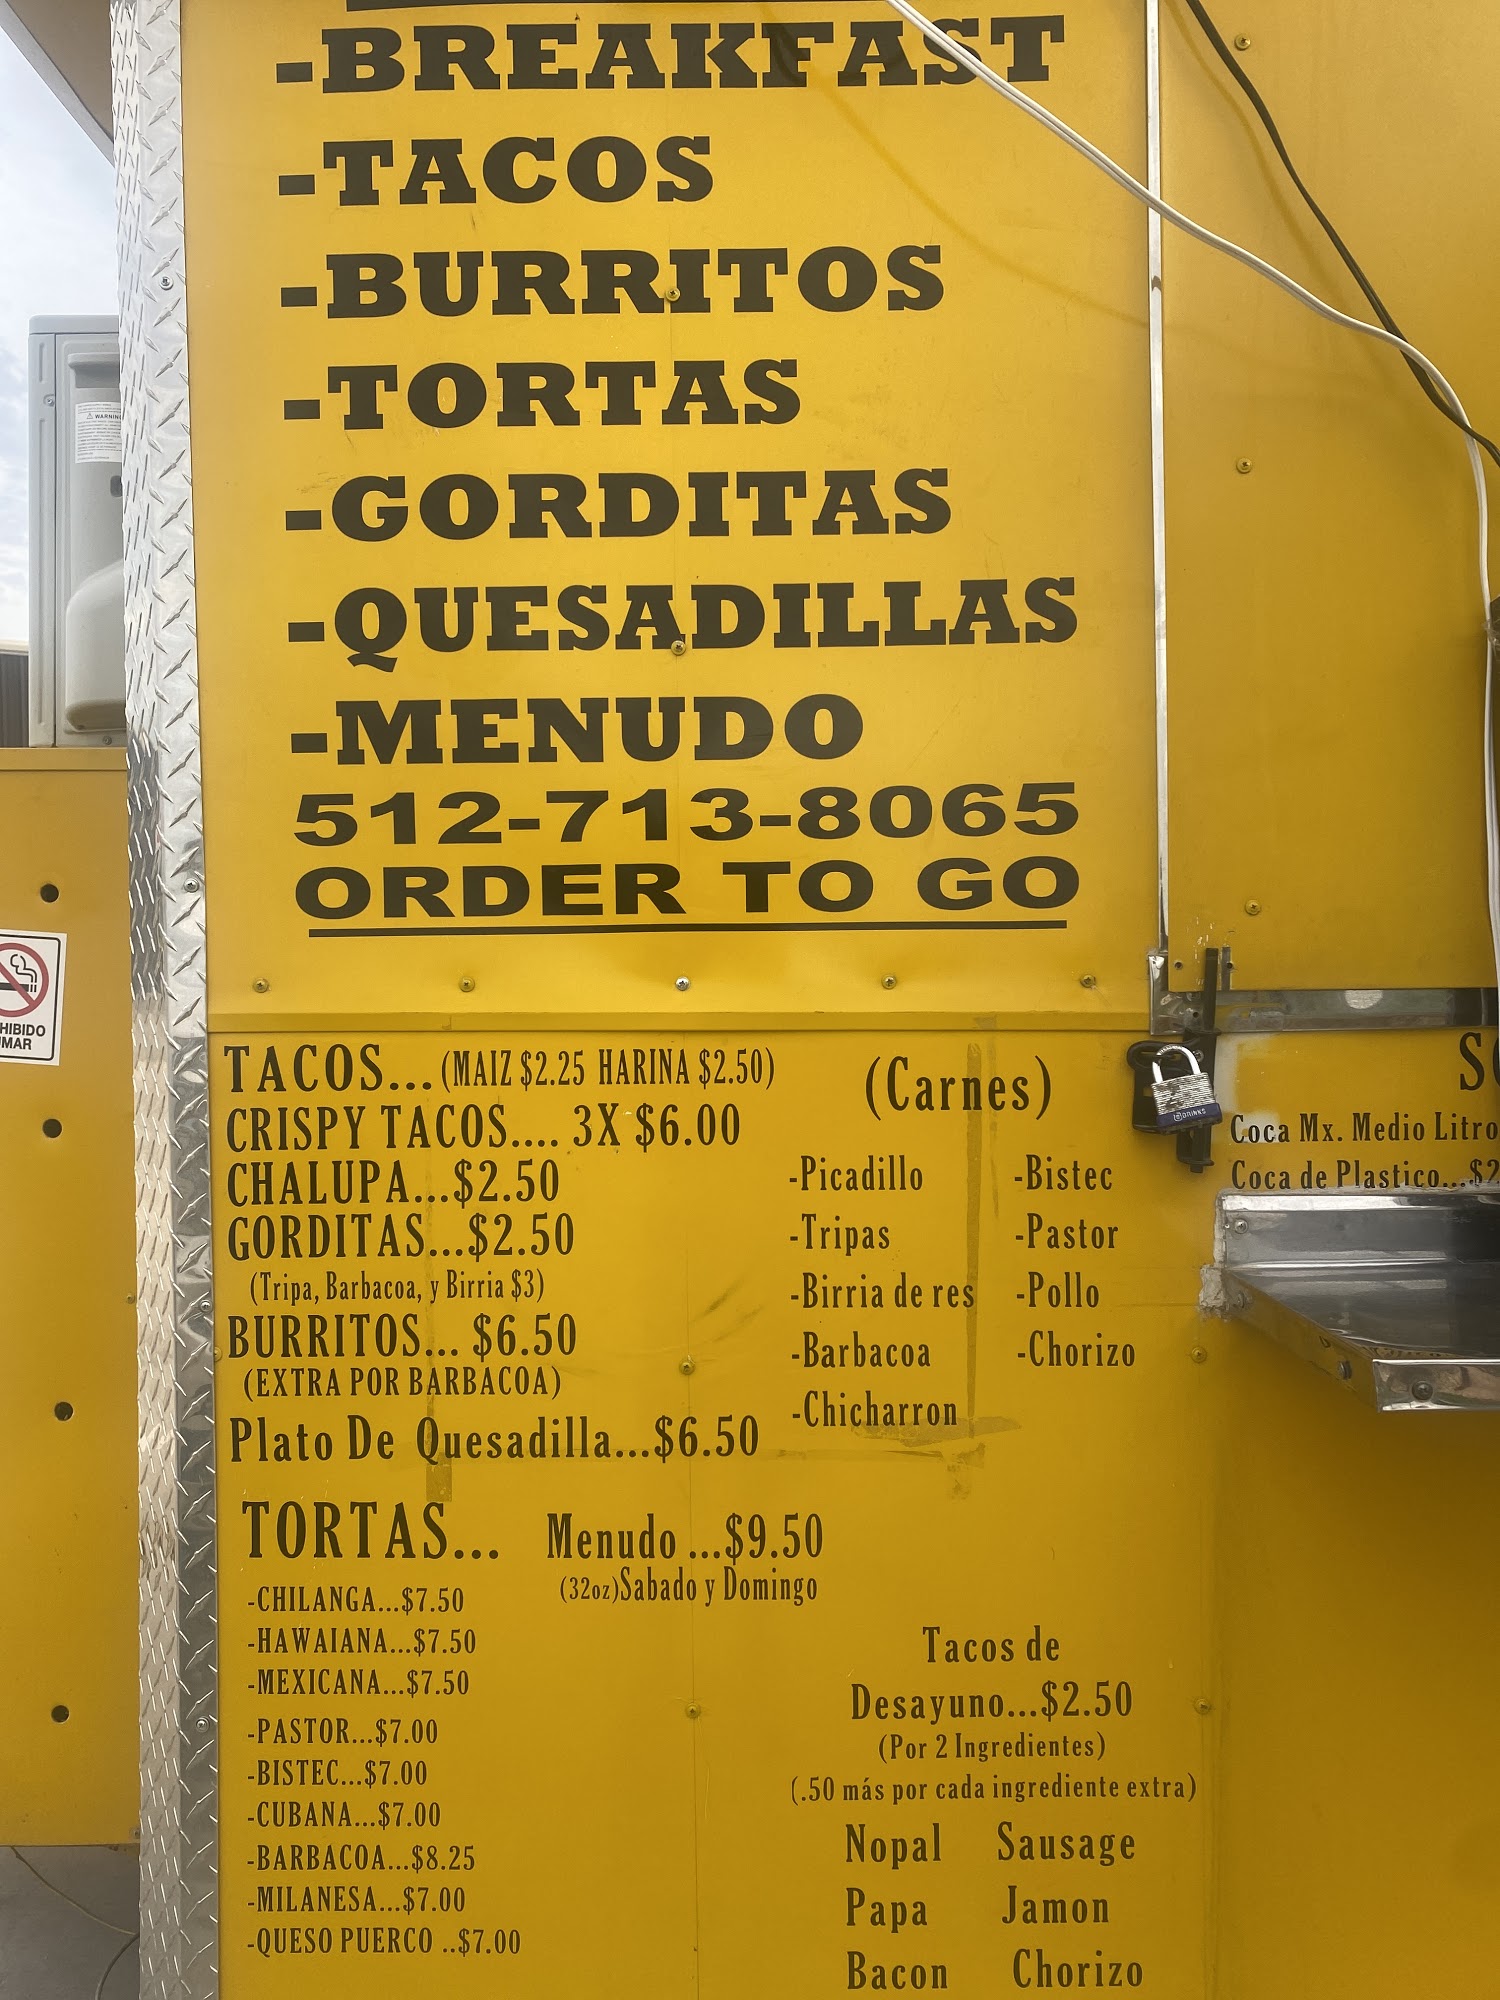 -BREAKFAST
-TACOS
-BURRITOS
-TORTAS
-GORDITAS
-QUESADILLAS
-MENUDO
512-713-8065
ORDER TO GO
WARNING
HIBIDO
MAR
TACOS...(MAIZ $2.25 HARINA $2.50)
CRISPY TACOS.... 3X $6.00
CHALUPA...$2.50
GORDITAS...$2.50
(Tripa, Barbacoa, y Birria $3)
BURRITOS... $6.50
(EXTRA POR BARBACOA)
Plato De Quesadilla...$6.50
(Carnes)
-Picadillo -Bistec
-Tripas -Pastor
-Birria de res -Pollo
-Barbacoa -Chorizo
-Chicharron
Coca Mx. Medio Litro
Coca de Plastico...$2
TORTAS...
-CHILANGA...$7.50
-HAWAIANA...$7.50
-MEXICANA...$7.50
-PASTOR...$7.00
-BISTEC...$7.00
-CUBANA...$7.00
-BARBACOA...$8.25
-MILANESA...$7.00
-QUESO PUERCO ..$7.00
Menudo ...$9.50
(32oz)Sabado y Domingo
Tacos de
Desayuno...$2.50
(Por 2 Ingredientes)
(.50 más por cada ingrediente extra)
Nopal Sausage
Papa Jamon
Bacon Chorizo